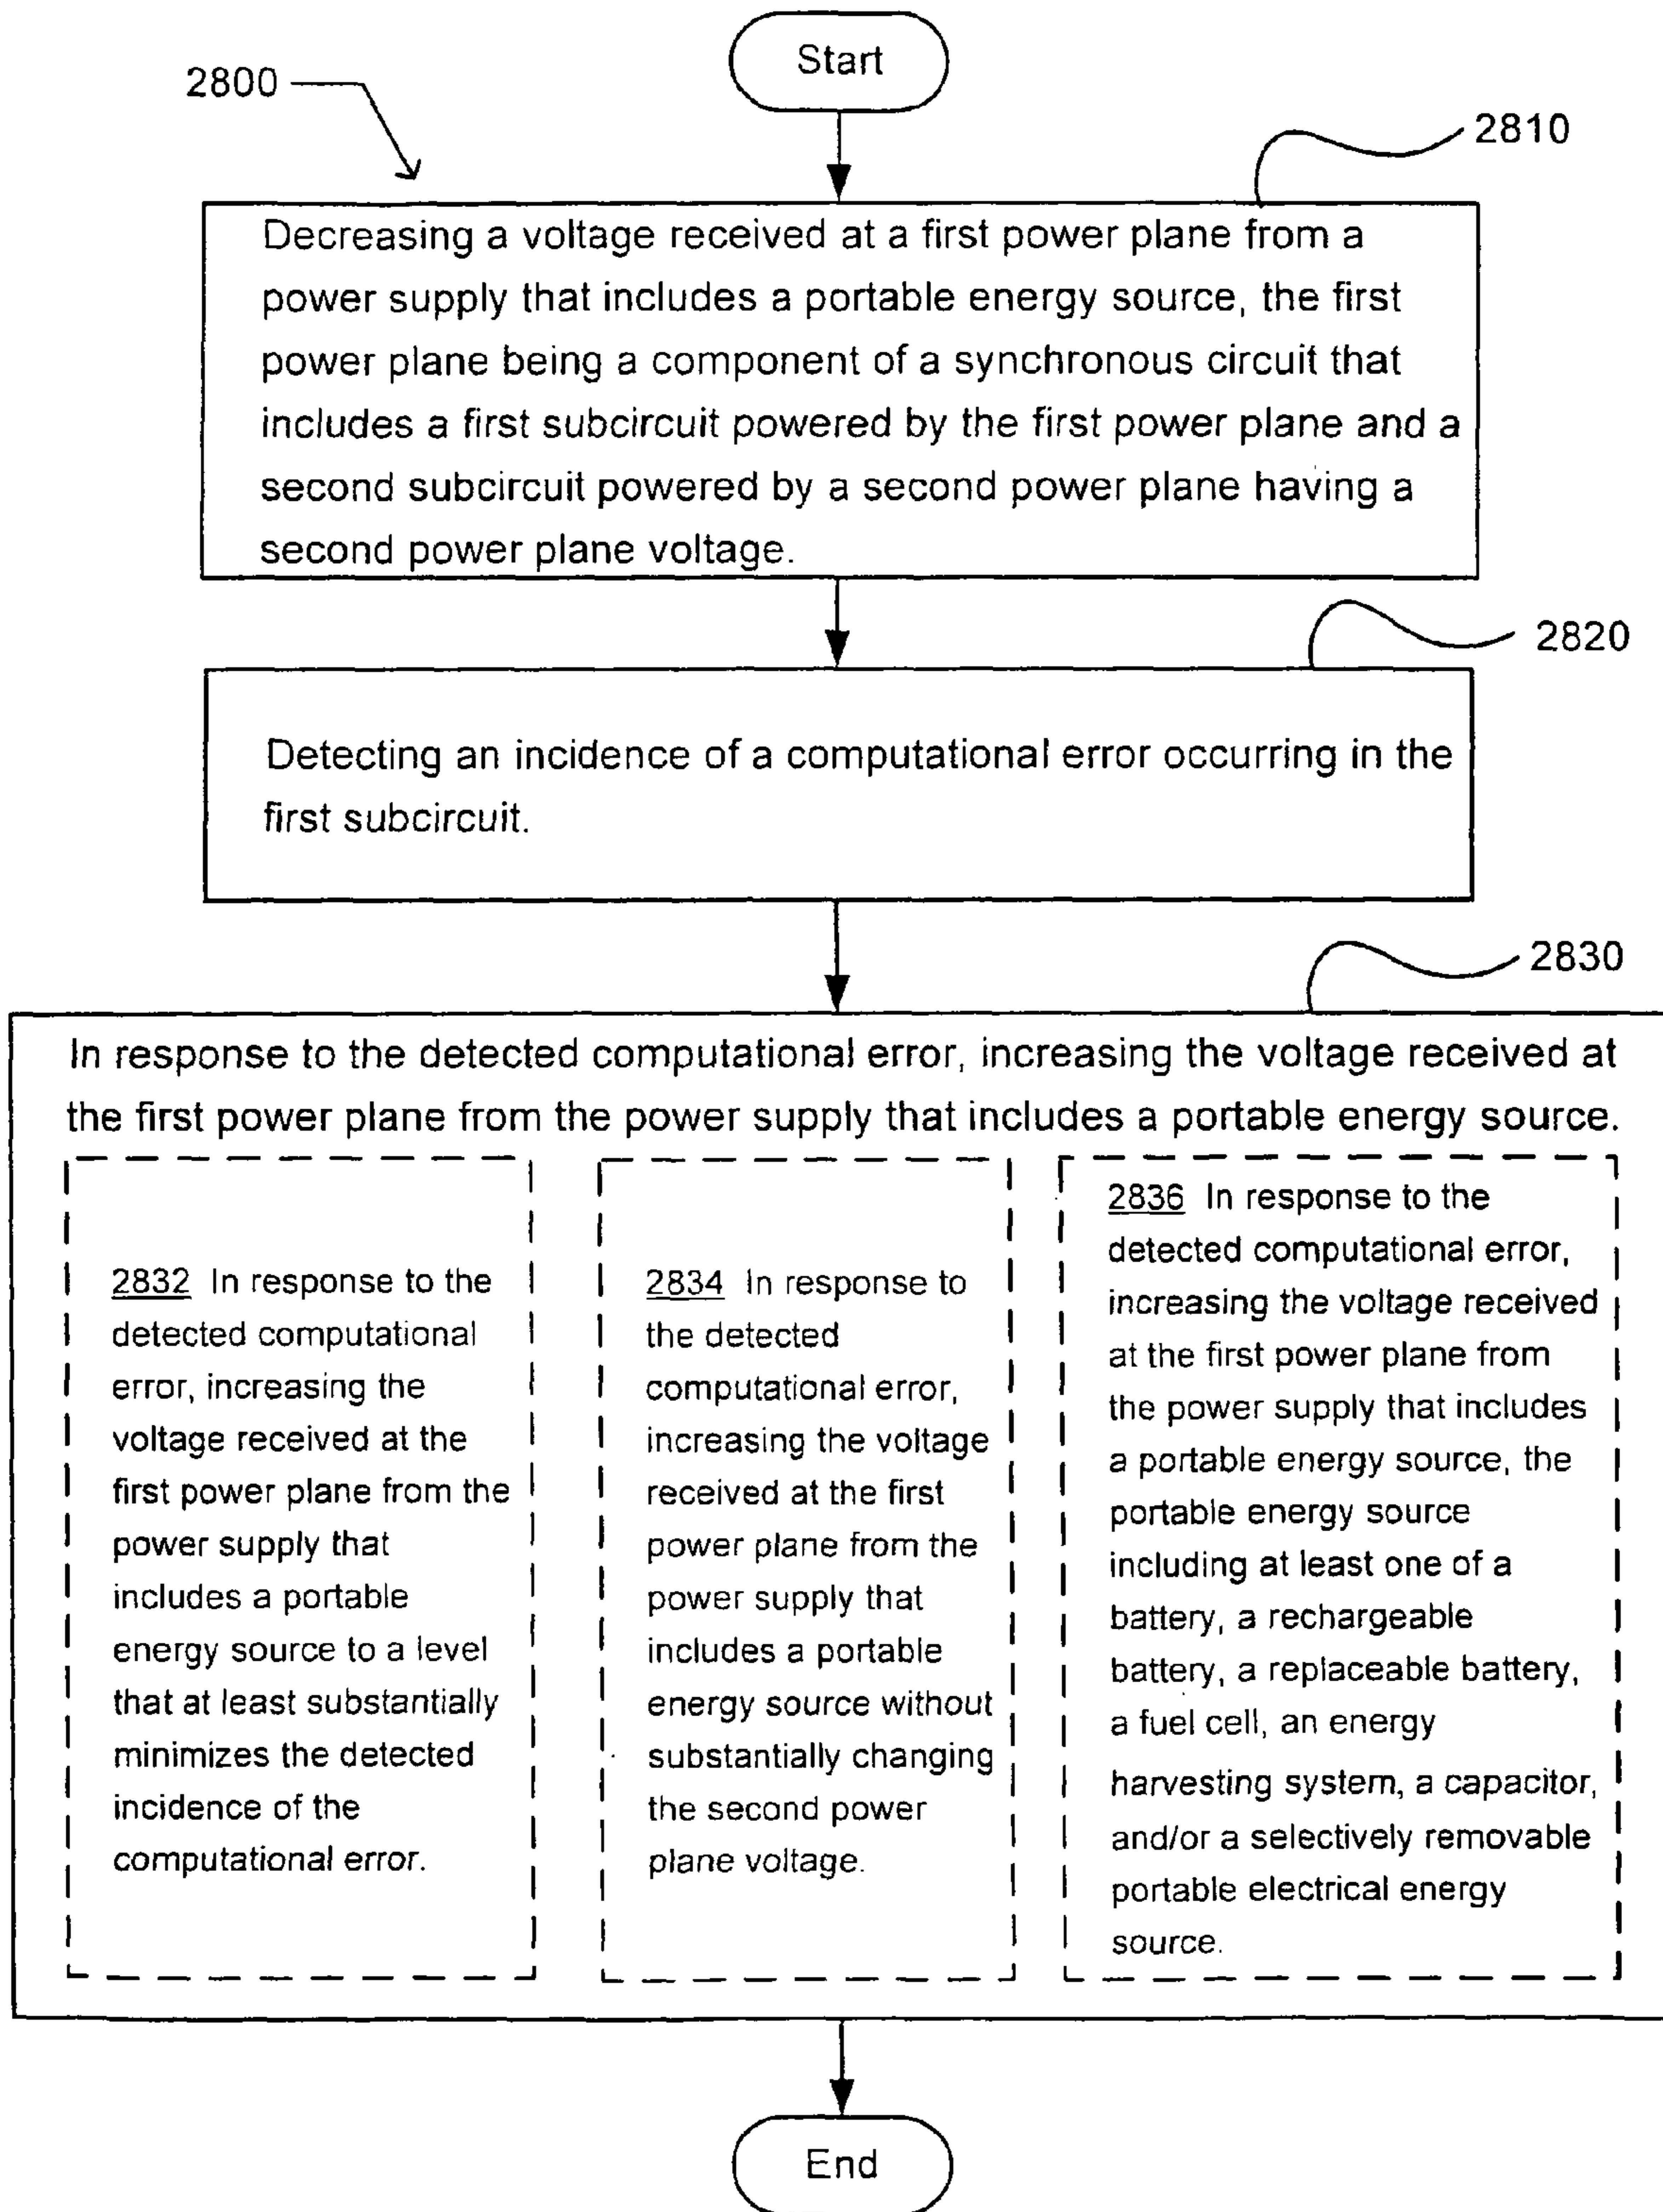 Start
2800
2810
Decreasing a voltage received at a first power plane from a
power supply that includes a portable energy source, the first
power plane being a component of a synchronous circuit that
includes a first subcircuit powered by the first power plane and a
second subcircuit powered by a second power plane having a
second power plane voltage.
2820
Detecting an incidence of a computational error occurring in the
first subcircuit.
2830
In response to the detected computational error, increasing the voltage received at
the first power plane from the power supply that includes a portable energy source.
2832 In response to the
detected computational
error, increasing the
voltage received at the
first power plane from the
power supply that
includes a portable
energy source to a level
that at least substantially
minimizes the detected
incidence of the
computational error.
2834 In response to
the detected
computational error,
increasing the voltage
received at the first
power plane from the
power supply that
includes a portable
energy source without
substantially changing
the second power
plane voltage.
2836 In response to the
detected computational error,
increasing the voltage received
at the first power plane from
the power supply that includes
a portable energy source, the
portable energy source
including at least one of a
battery, a rechargeable
battery, a replaceable battery,
a fuel cell, an energy
harvesting system, a capacitor,
and/or a selectively removable
portable electrical energy
source.
End